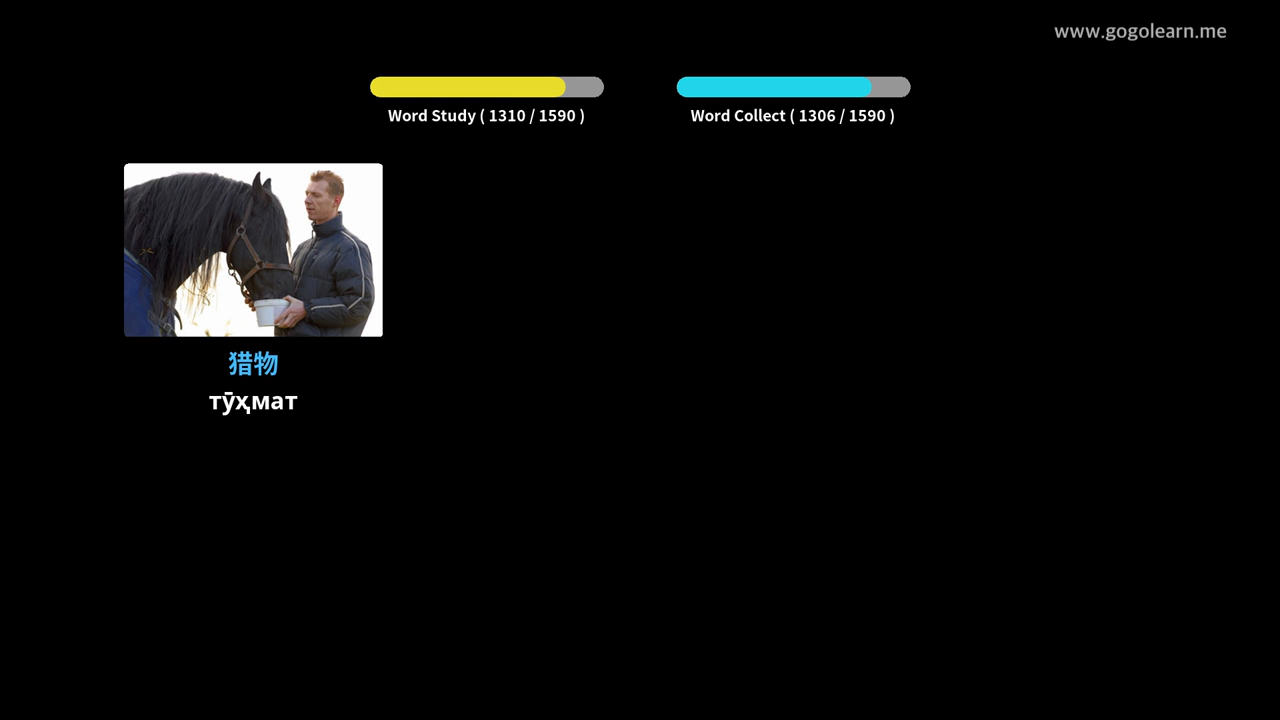 www.gogolearn.me
Word Study ( 1310 / 1590 )
Word Collect ( 1306 / 1590 )
猎物
тӯҳмат